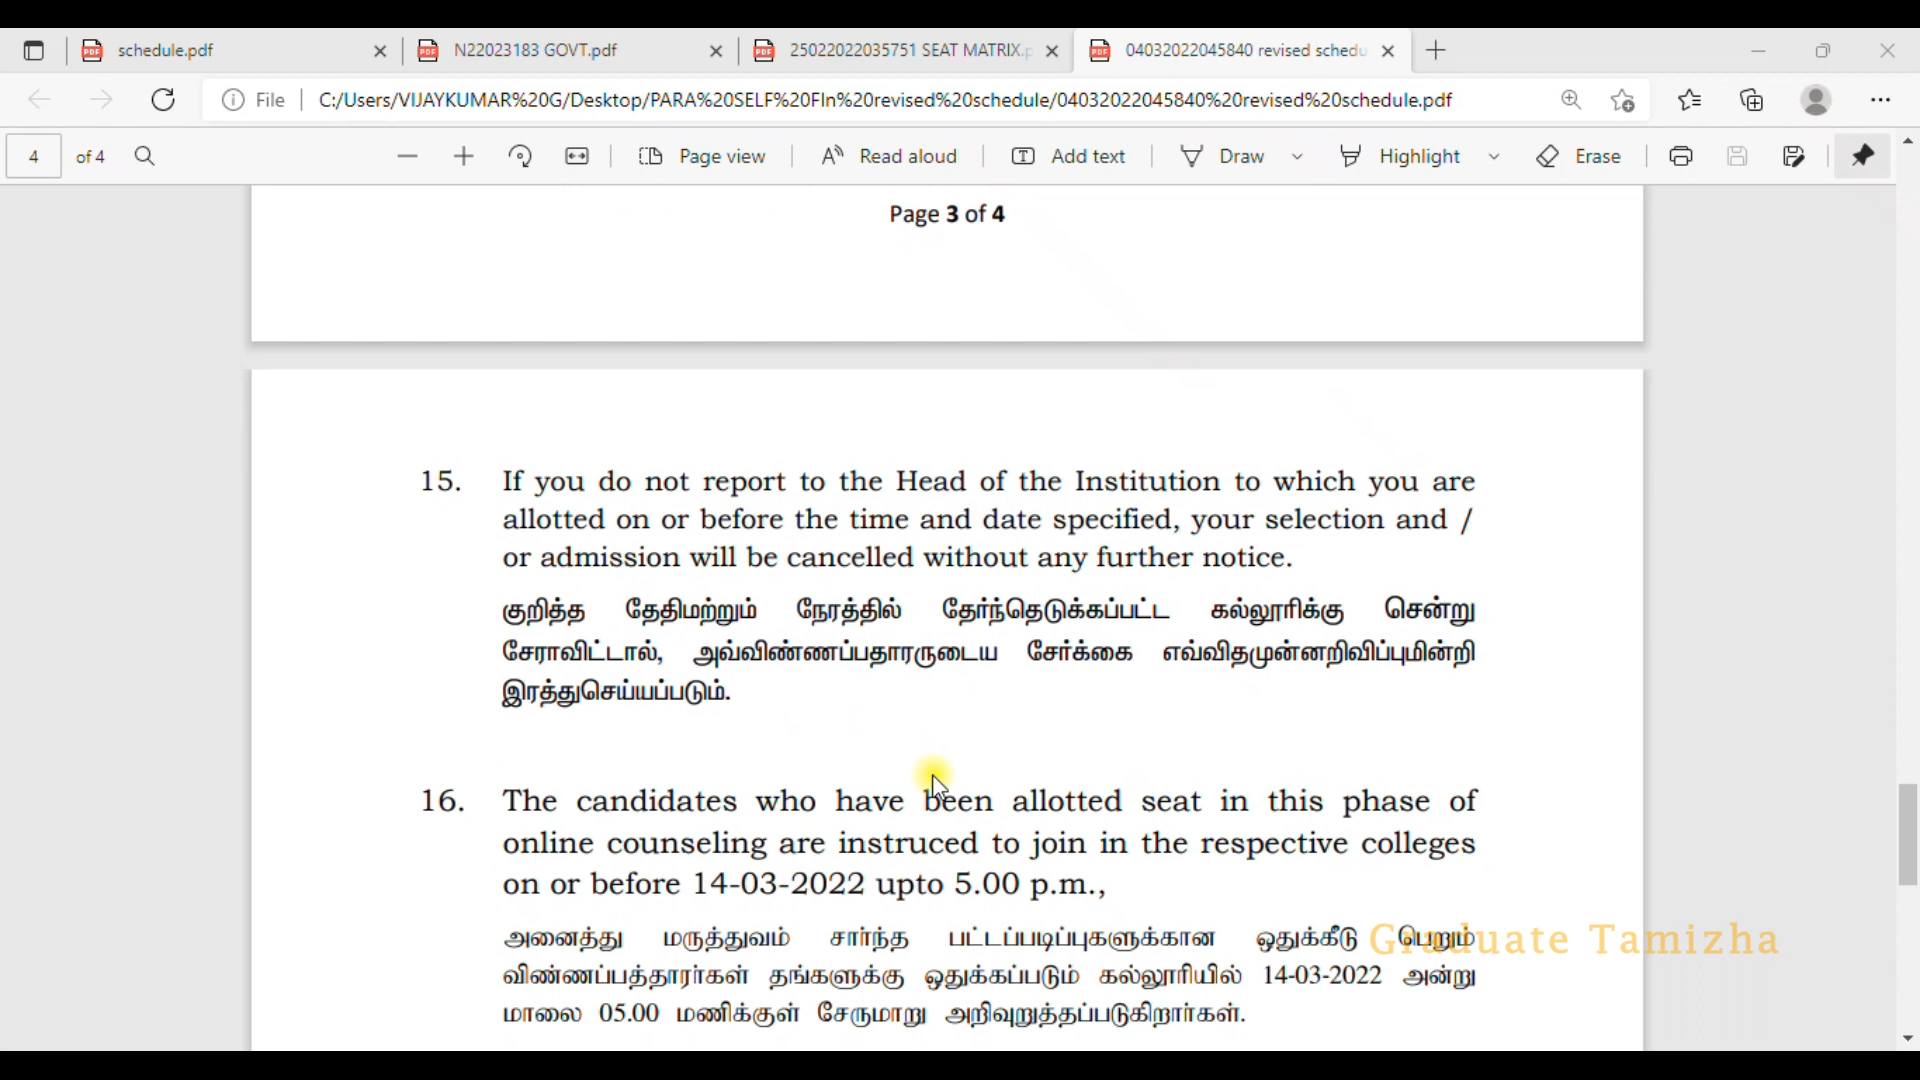 schedule.pdf
N22023183 GOVT.pdf
25022022035751 SEAT MATRIX.p
04032022045840 revised schedu
File
C:/Users/VIJAYKUMAR%20G/Desktop/PARA%20SELF%20FIn%20revised%20schedule/04032022045840%20revised%20schedule.pdf
4 of 4
Page view
Read aloud
Add text
Draw
Highlight
Erase
Page 3 of 4
15. If you do not report to the Head of the Institution to which you are
allotted on or before the time and date specified, your selection and /
or admission will be cancelled without any further notice.
குறித்த தேதிமற்றும் நேரத்தில் தேர்ந்தெடுக்கப்பட்ட கல்லூரிக்கு சென்று
சேராவிட்டால், அவ்விண்ணப்பதாரருடைய சேர்க்கை எவ்விதமுன்னறிவிப்புமின்றி
இரத்துசெய்யப்படும்.
16. The candidates who have been allotted seat in this phase of
online counseling are instruced to join in the respective colleges
on or before 14-03-2022 upto 5.00 p.m.,
அனைத்து மருத்துவம் சார்ந்த பட்டப்படிப்புகளுக்கான ஒதுக்கீடு பெறும்
Graduate Tamizha
விண்ணப்பத்தாரர்கள் தங்களுக்கு ஒதுக்கப்படும் கல்லூரியில் 14-03-2022 அன்று
மாலை 05.00 மணிக்குள் சேருமாறு அறிவுறுத்தப்படுகிறார்கள்.